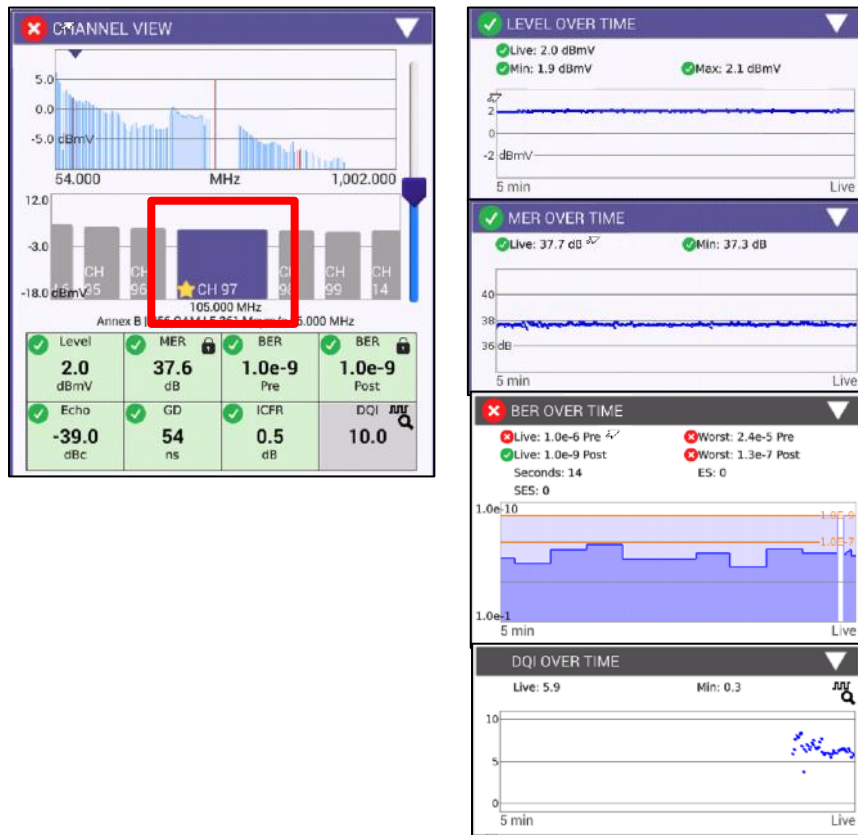 CHANNEL VIEW
5.0
0.0
-5.0 dBmV
54.000 MHz 1,002.000
12.0
-3.0
-18.0 dBmV
CH 95
CH 96
CH 97
CH 98
CH 99
CH 14
105.000 MHz
Annex B
Level MER BER BER
2.0 37.6 1.0e-9 1.0e-9
dBmV dB Pre Post
Echo GD ICFR DQI
-39.0 54 0.5 10.0
dBc ns dB
LEVEL OVER TIME
Live: 2.0 dBmV
Min: 1.9 dBmV Max: 2.1 dBmV
2
0
-2 dBmV
5 min Live
MER OVER TIME
Live: 37.7 dB Min: 37.3 dB
40
38
36 dB
5 min Live
BER OVER TIME
Live: 1.0e-6 Pre Worst: 2.4e-5 Pre
Live: 1.0e-9 Post Worst: 1.3e-7 Post
Seconds: 14 ES: 0
SES: 0
1.0e-10
1.0E-9
1.0E-7
1.0e-1
5 min Live
DQI OVER TIME
Live: 5.9 Min: 0.3
10
5
0
5 min Live